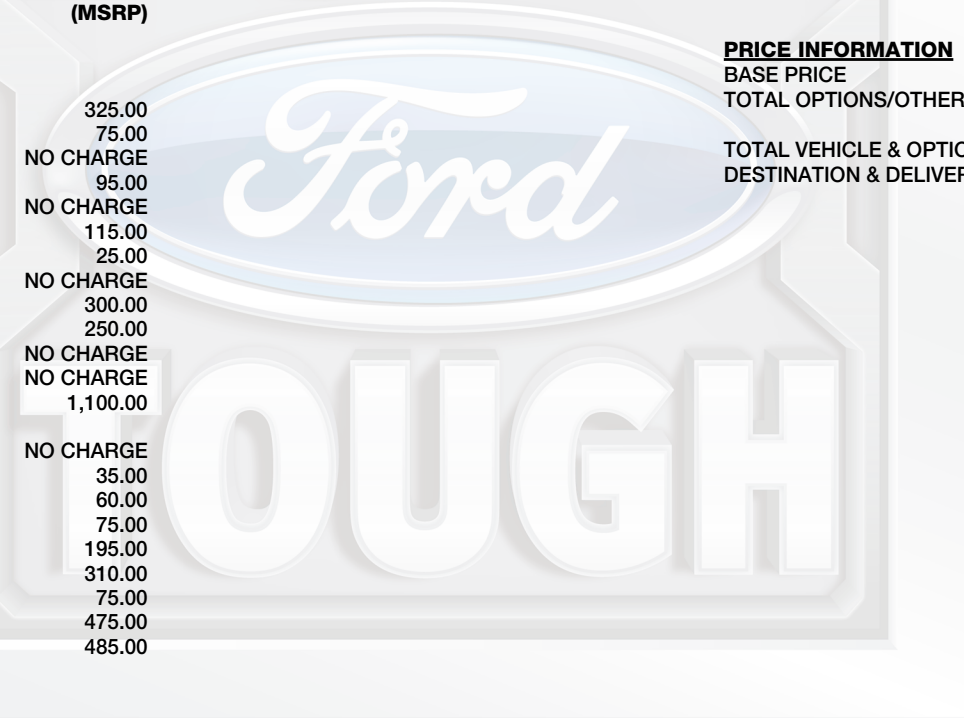 (MSRP)
325.00
75.00
NO CHARGE
95.00
NO CHARGE
115.00
25.00
NO CHARGE
300.00
250.00
NO CHARGE
NO CHARGE
1,100.00
NO CHARGE
35.00
60.00
75.00
195.00
310.00
75.00
475.00
485.00
PRICE INFORMATION
BASE PRICE
TOTAL OPTIONS/OTHER
TOTAL VEHICLE & OPTIO
DESTINATION & DELIVER
Ford
TOUGH